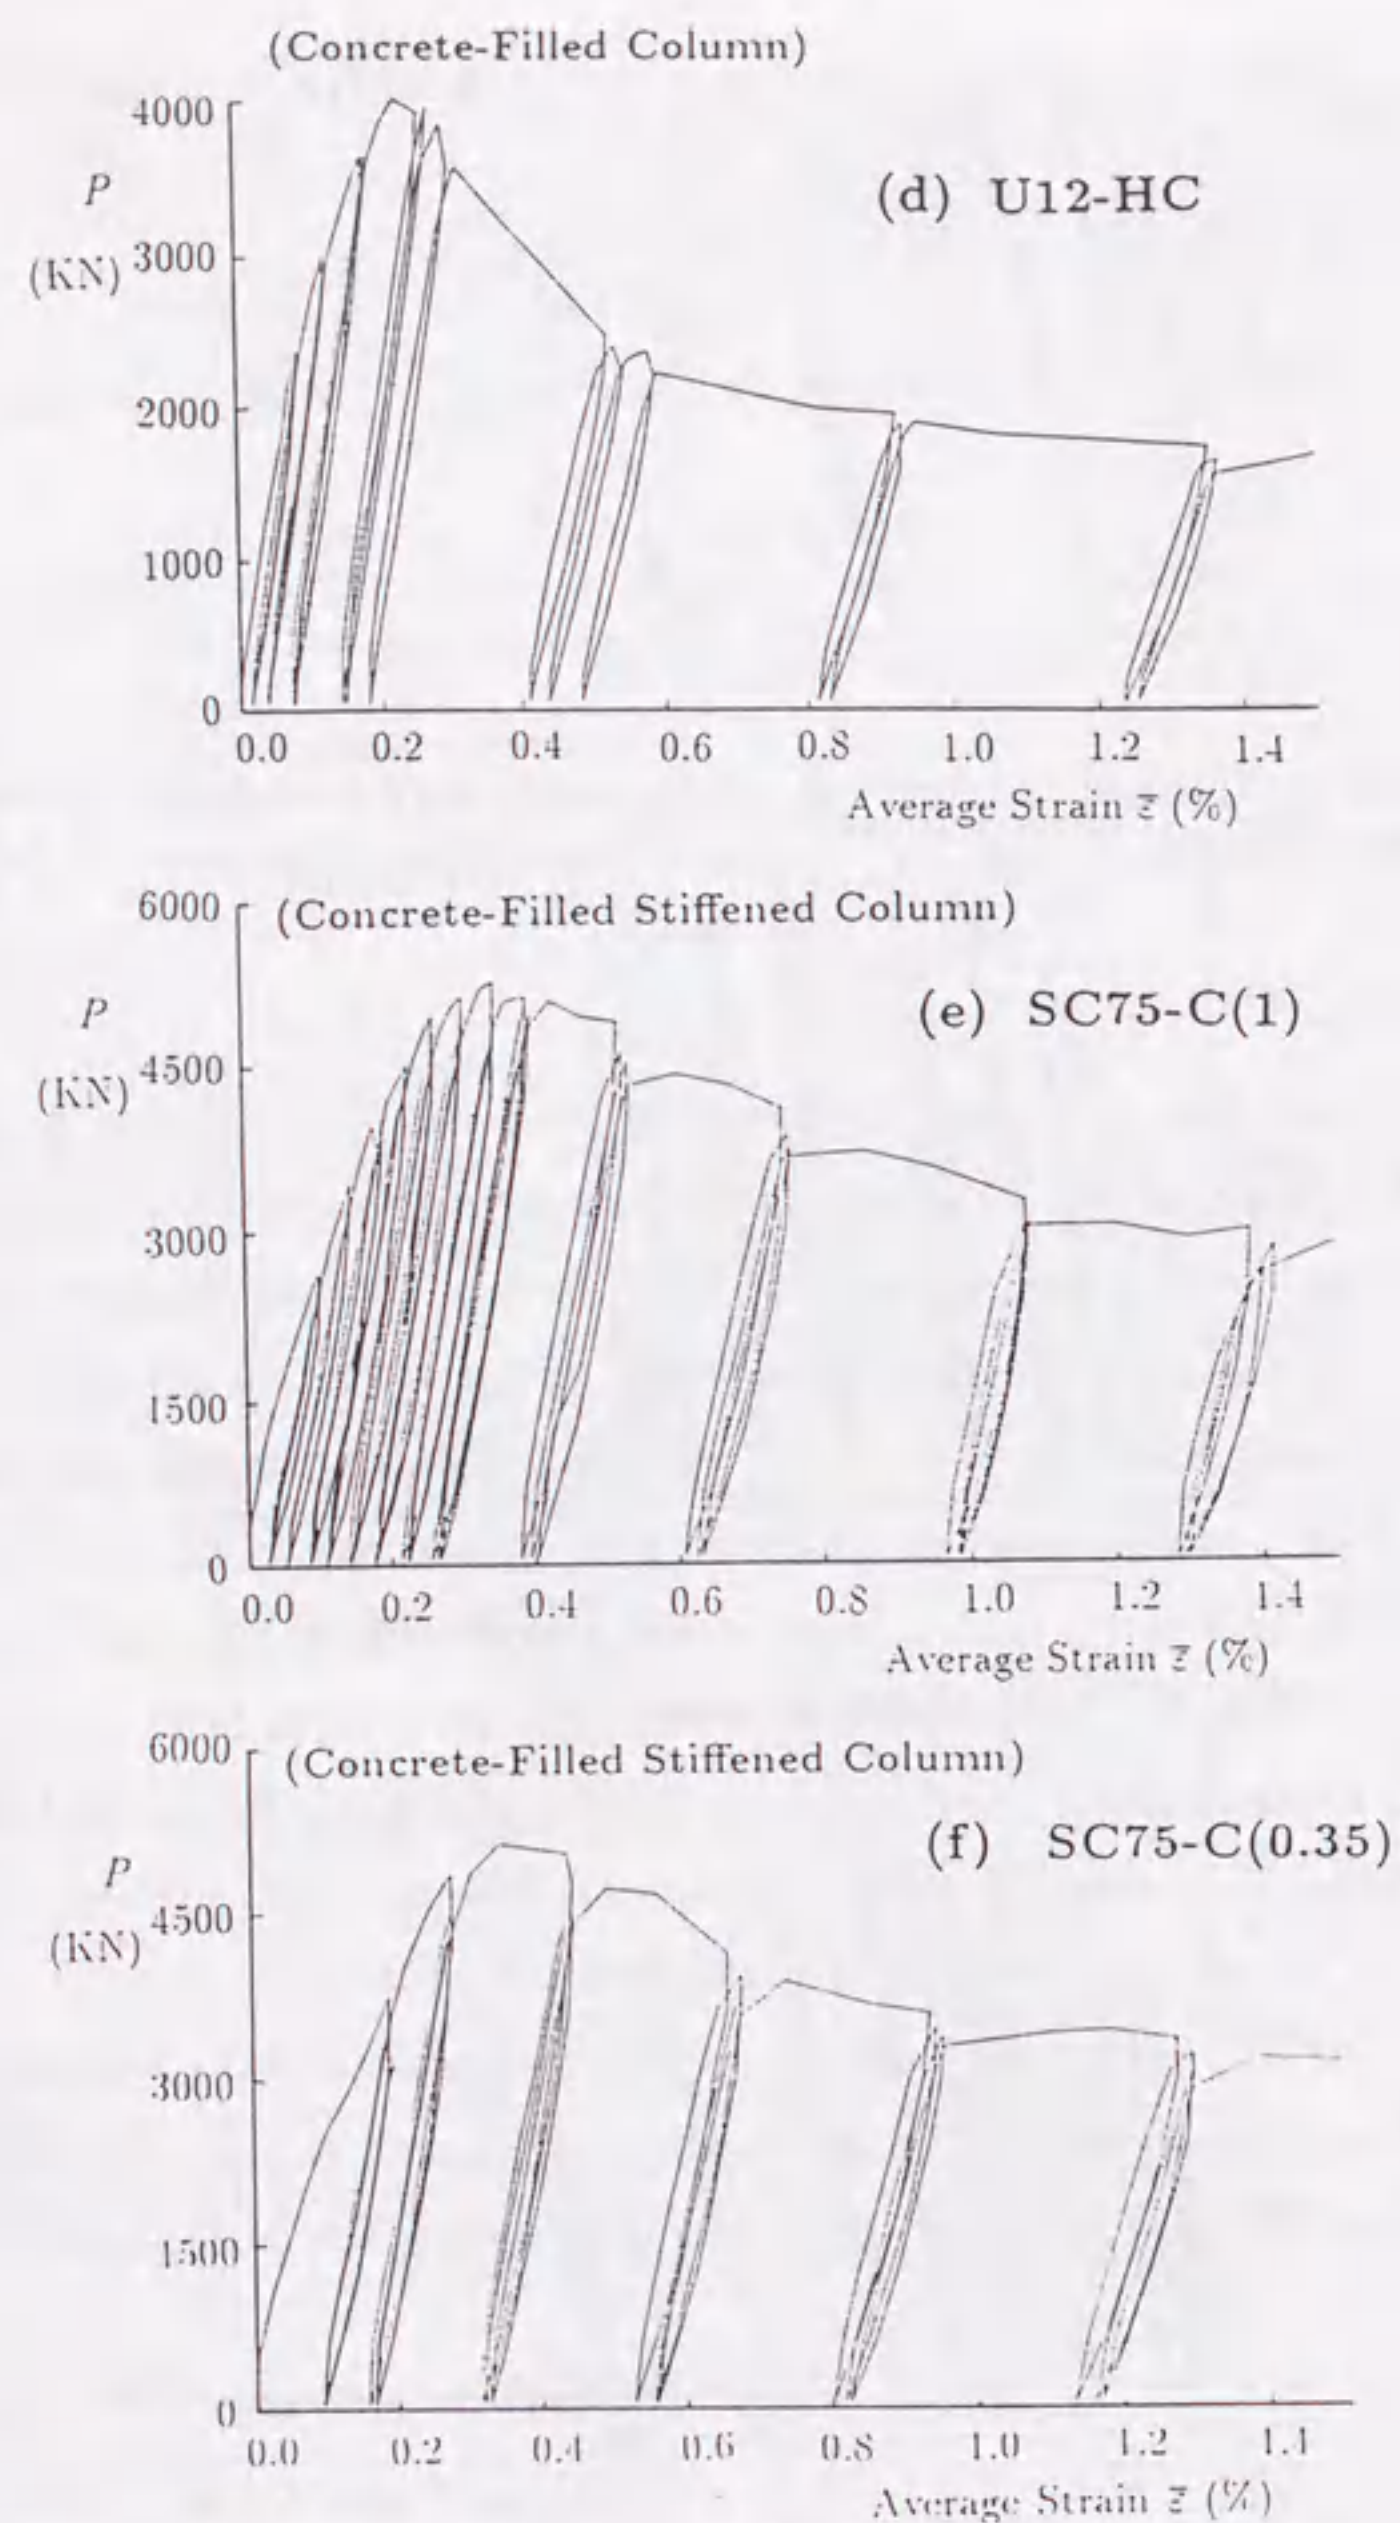 (Concrete-Filled Column)
4000
P
(d) U12-HC
(KN) 3000
2000
1000
0
0.0 0.2 0.4 0.6 0.8 1.0 1.2 1.4
Average Strain z̄ (%)
6000 (Concrete-Filled Stiffened Column)
P
(e) SC75-C(1)
(KN) 4500
3000
1500
0
0.0 0.2 0.4 0.6 0.8 1.0 1.2 1.4
Average Strain z̄ (%)
6000 (Concrete-Filled Stiffened Column)
(f) SC75-C(0.35)
P
(KN) 4500
3000
1500
0
0.0 0.2 0.4 0.6 0.8 1.0 1.2 1.4
Average Strain z̄ (%)